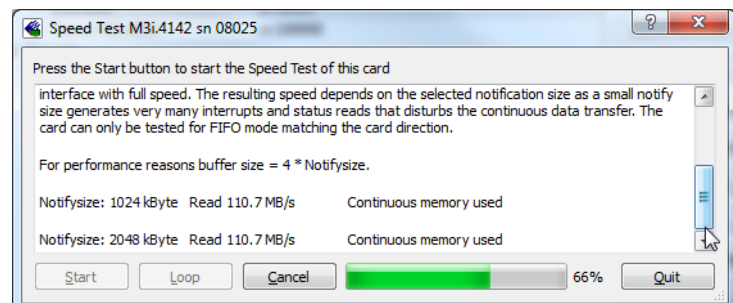 Speed Test M3i.4142 sn 08025
Press the Start button to start the Speed Test of this card
interface with full speed. The resulting speed depends on the selected notification size as a small notify
size generates very many interrupts and status reads that disturbs the continuous data transfer. The
card can only be tested for FIFO mode matching the card direction.
For performance reasons buffer size = 4 * Notifysize.
Notifysize: 1024 kByte Read 110.7 MB/s Continuous memory used
Notifysize: 2048 kByte Read 110.7 MB/s Continuous memory used
Start Loop Cancel 66% Quit